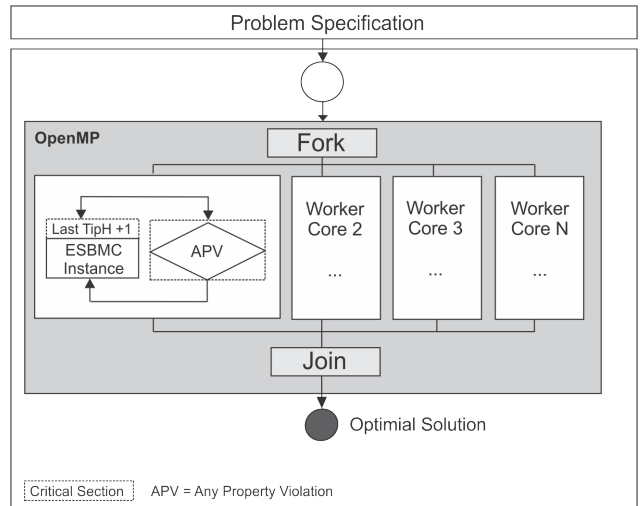 Problem Specification
OpenMP
Fork
Last TipH +1
ESBMC
Instance
APV
Worker
Core 2
...
Worker
Core 3
...
Worker
Core N
...
Join
Optimial Solution
Critical Section
APV = Any Property Violation